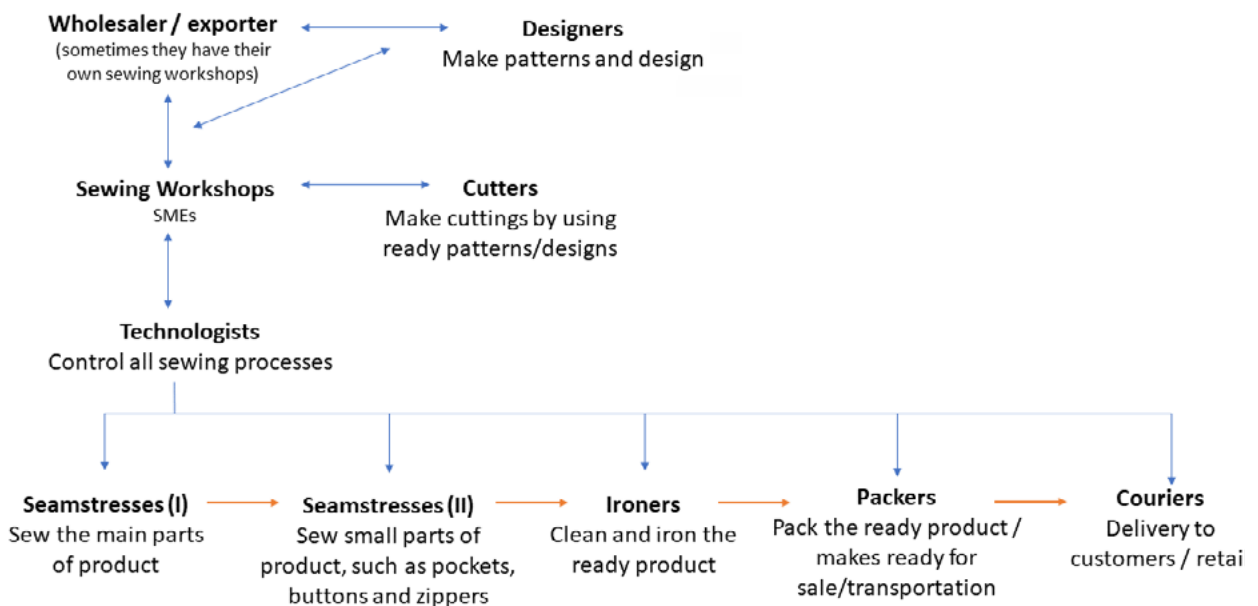 Wholesaler / exporter
(sometimes they have their
own sewing workshops)
Designers
Make patterns and design
Sewing Workshops
SMEs
Cutters
Make cuttings by using
ready patterns/designs
Technologists
Control all sewing processes
Seamstresses (I)
Sew the main parts
of product
Seamstresses (II)
Sew small parts of
product, such as pockets,
buttons and zippers
Ironers
Clean and iron the
ready product
Packers
Pack the ready product /
makes ready for
sale/transportation
Couriers
Delivery to
customers / retai